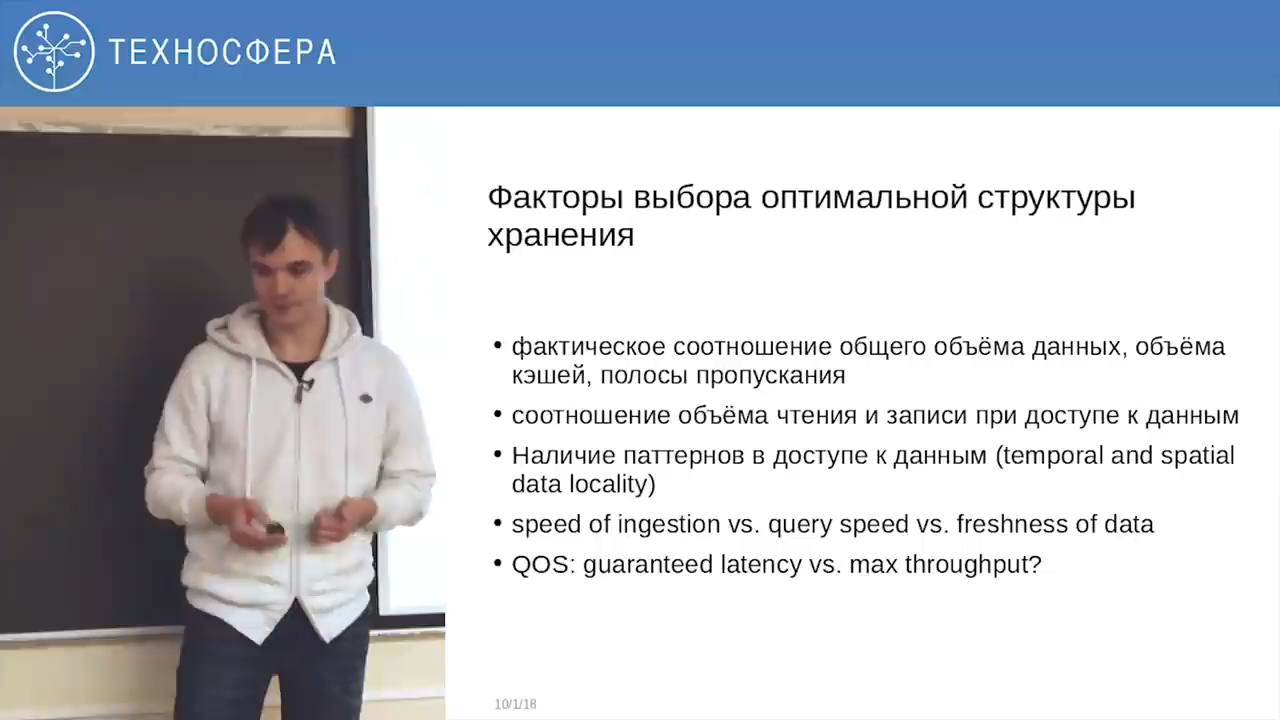 ТЕХНОСФЕРА
Факторы выбора оптимальной структуры
хранения
• фактическое соотношение общего объёма данных, объёма
кэшей, полосы пропускания
• соотношение объёма чтения и записи при доступе к данным
• Наличие паттернов в доступе к данным (temporal and spatial
data locality)
• speed of ingestion vs. query speed vs. freshness of data
• QOS: guaranteed latency vs. max throughput?
10/1/18